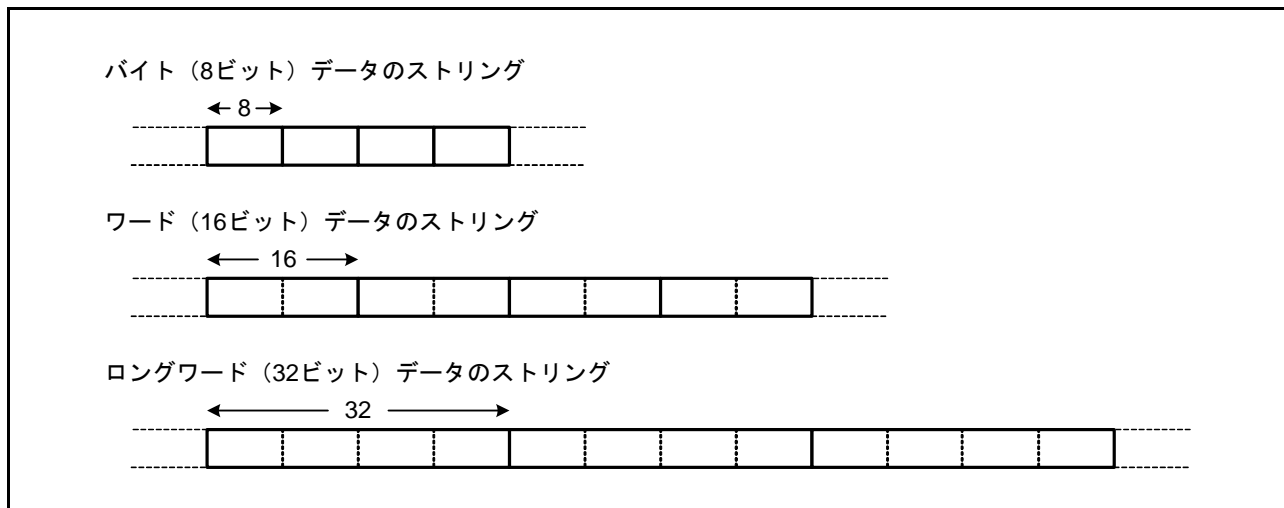 バイト（8ビット）データのストリング
8
ワード（16ビット）データのストリング
16
ロングワード（32ビット）データのストリング
32